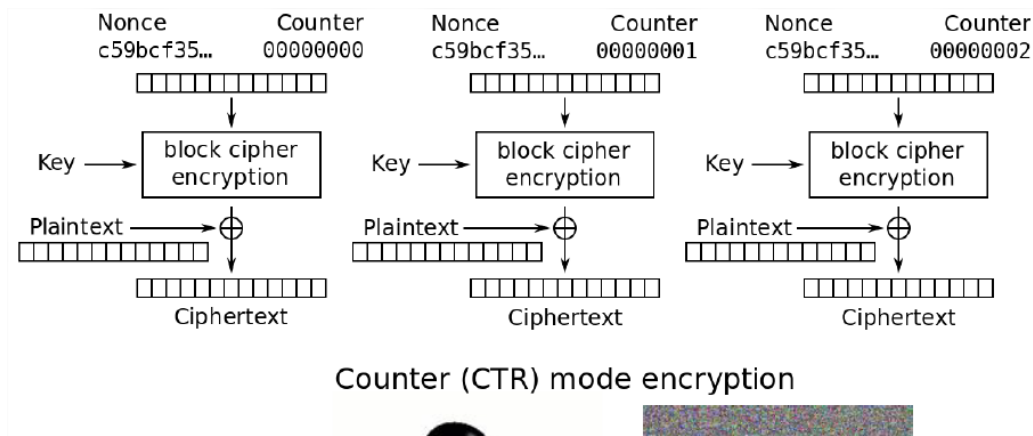 Nonce Counter Nonce Counter Nonce Counter
c59bcf35… 00000000 c59bcf35… 00000001 c59bcf35… 00000002
block cipher block cipher block cipher
Key Key Key
encryption encryption encryption
Plaintext Plaintext Plaintext
Ciphertext Ciphertext Ciphertext
Counter (CTR) mode encryption